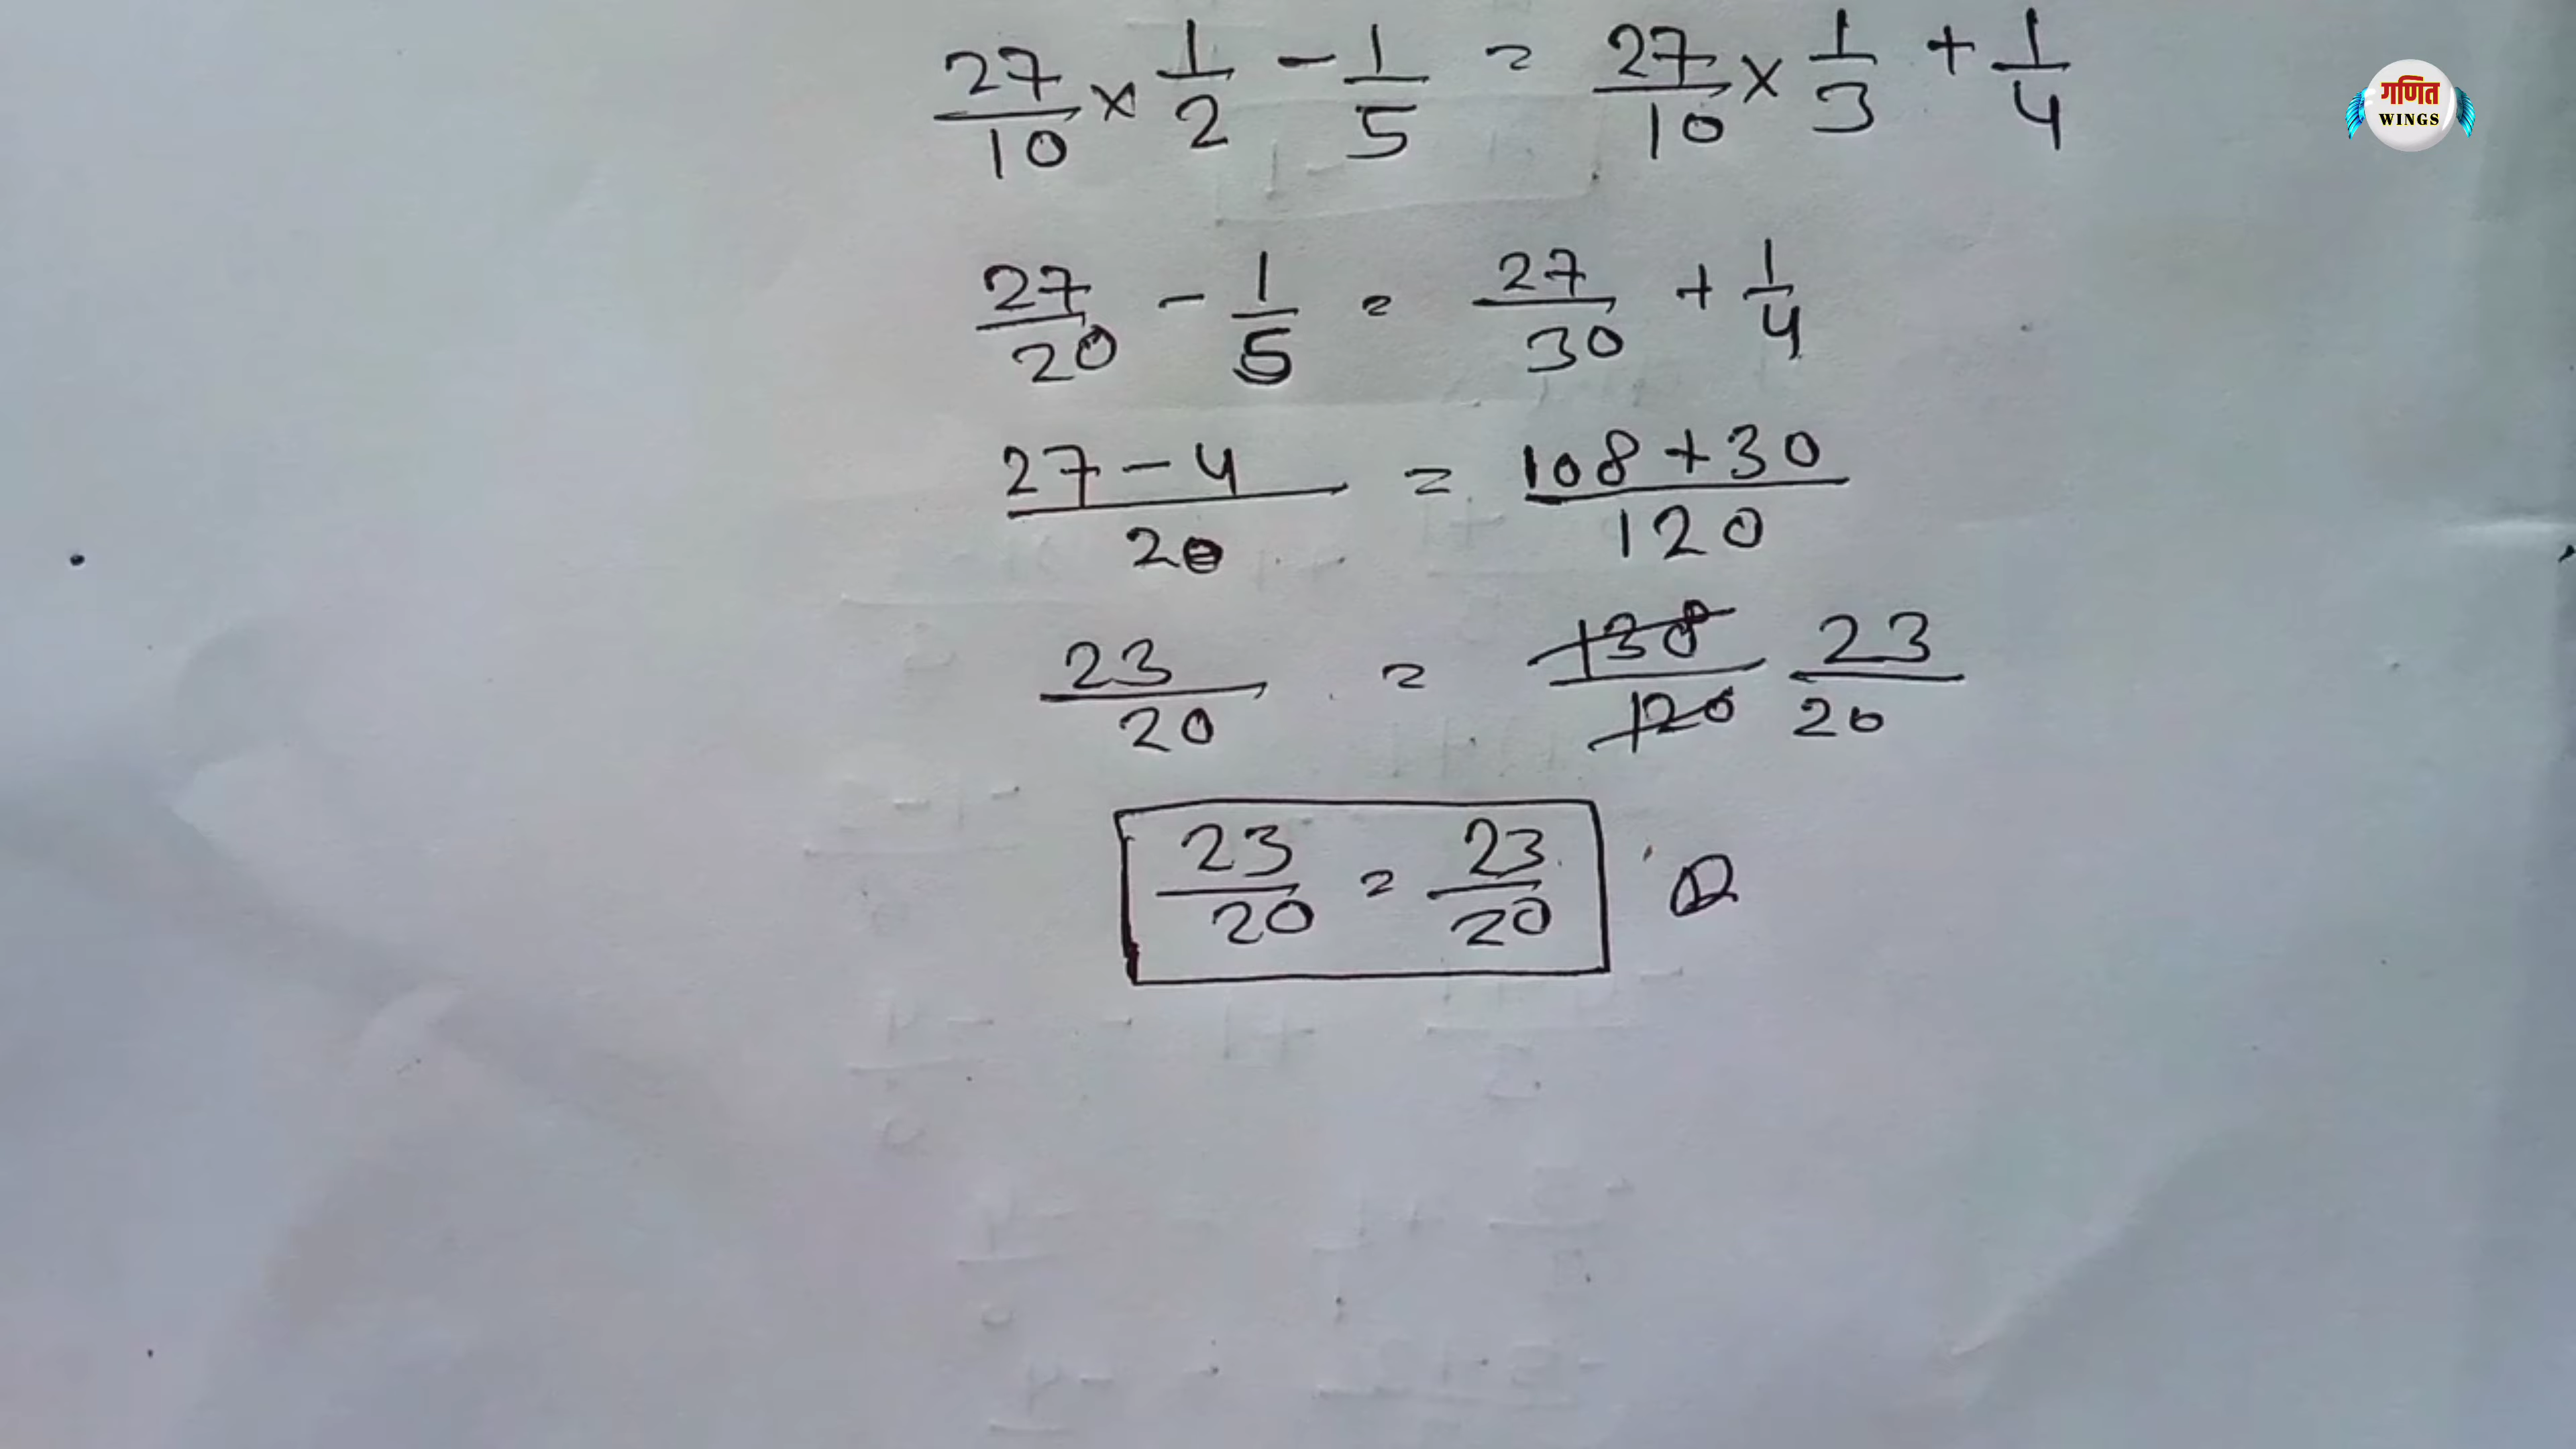 27/10 × 1/2 - 1/5 = 27/10 × 1/3 + 1/4
गणित
WINGS
27/20 - 1/5 = 27/30 + 1/4
27 - 4/20 = 108 + 30/120
23/20 = 138/120 23/20
23/20 = 23/20